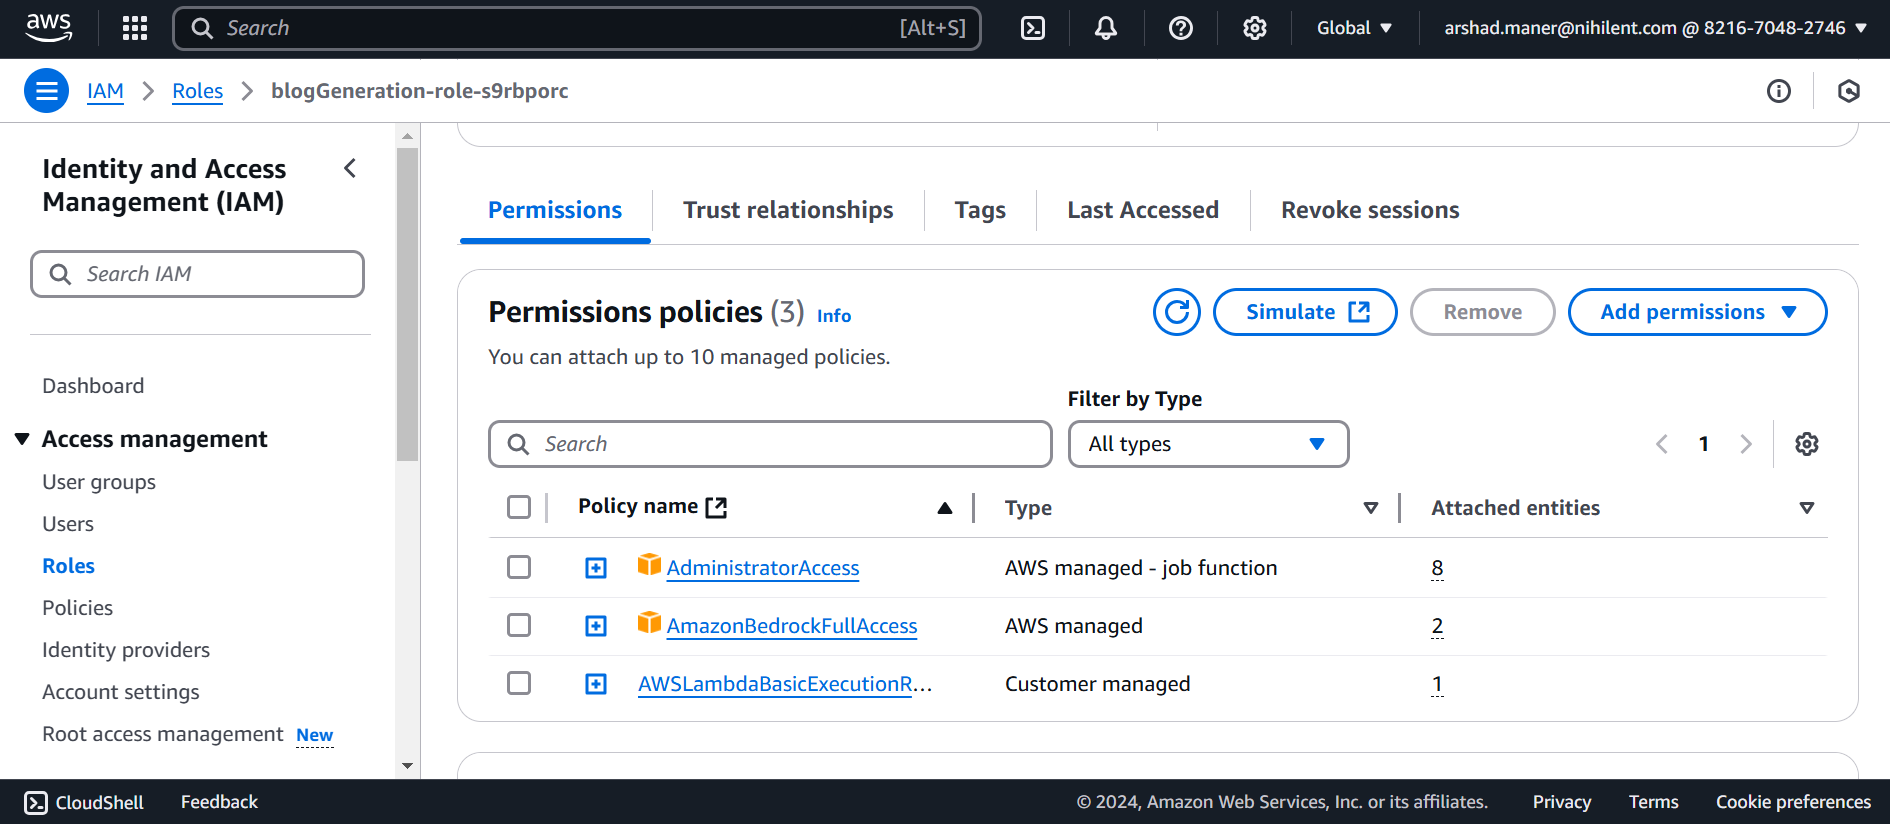 aws Search [Alt+S] Global arshad.maner@nihilent.com @ 8216-7048-2746
IAM Roles blogGeneration-role-s9rbporc
Identity and Access
Management (IAM)
Search IAM
Dashboard
Access management
User groups
Users
Roles
Policies
Identity providers
Account settings
Root access management New
Permissions Trust relationships Tags Last Accessed Revoke sessions
Permissions policies (3) Info Simulate Remove Add permissions
You can attach up to 10 managed policies.
Filter by Type
Search All types 1
Policy name Type Attached entities
AdministratorAccess AWS managed - job function 8
AmazonBedrockFullAccess AWS managed 2
AWSLambdaBasicExecutionR... Customer managed 1
CloudShell Feedback © 2024, Amazon Web Services, Inc. or its affiliates. Privacy Terms Cookie preferences